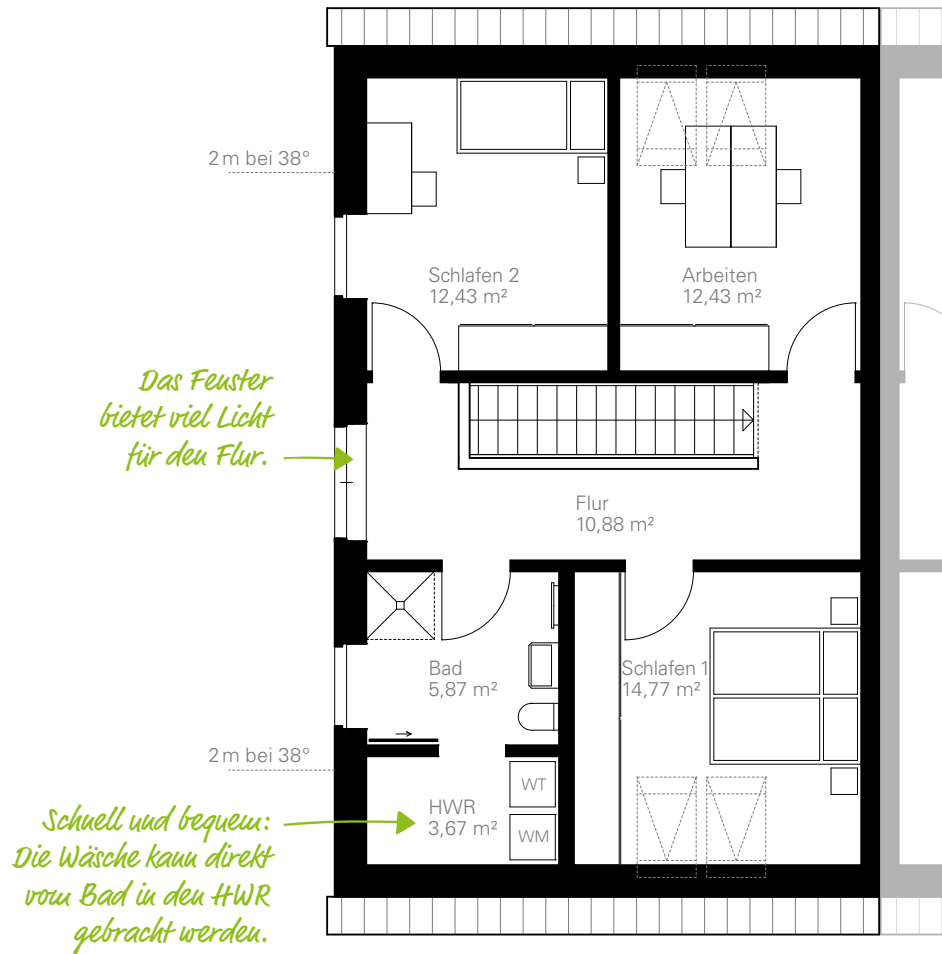 2 m bei 38°
Schlafen 2
12,43 m²
Arbeiten
12,43 m²
Das Fenster
bietet viel Licht
für den Flur.
Flur
10,88 m²
Bad
5,87 m²
Schlafen 1
14,77 m²
2 m bei 38°
HWR
3,67 m²
WT
WM
Schnell und bequem:
Die Wäsche kann direkt
vom Bad in den HWR
gebracht werden.